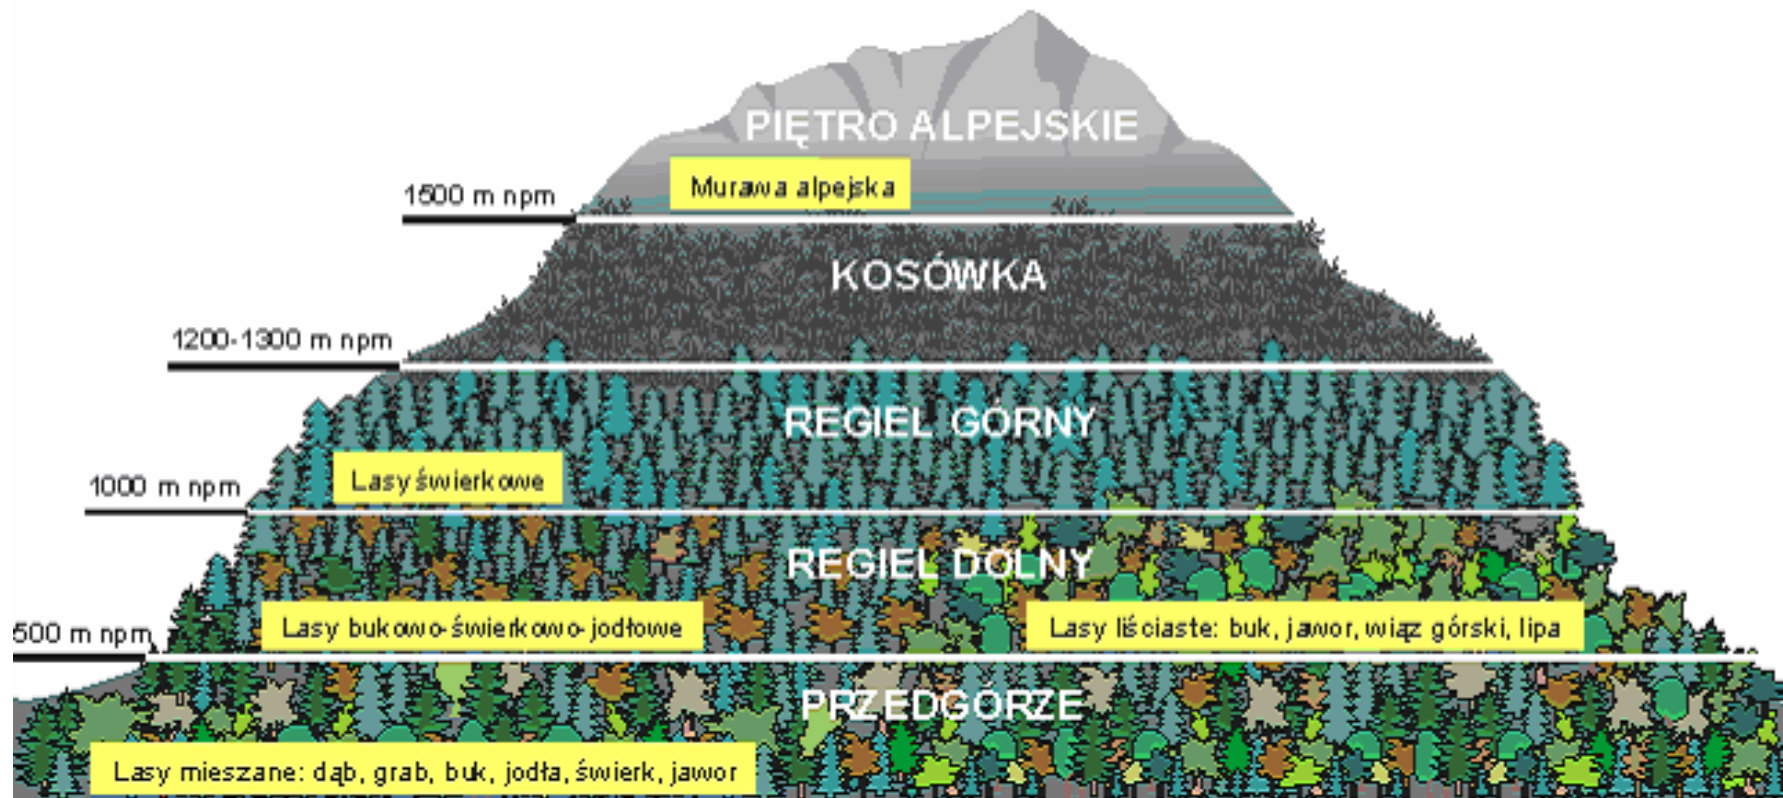 PIĘTRO ALPEJSKIE
Murawa alpejska
1500 m npm
KOSÓWKA
1200-1300 m npm
REGIEL GÓRNY
Lasy świerkowe
1000 m npm
REGIEL DOLNY
Lasy bukowo-świerkowo-jodłowe
Lasy liściaste: buk, jawor, wiąz górski, lipa
500 m npm
PRZEDGÓRZE
Lasy mieszane: dąb, grab, buk, jodła, świerk, jawor